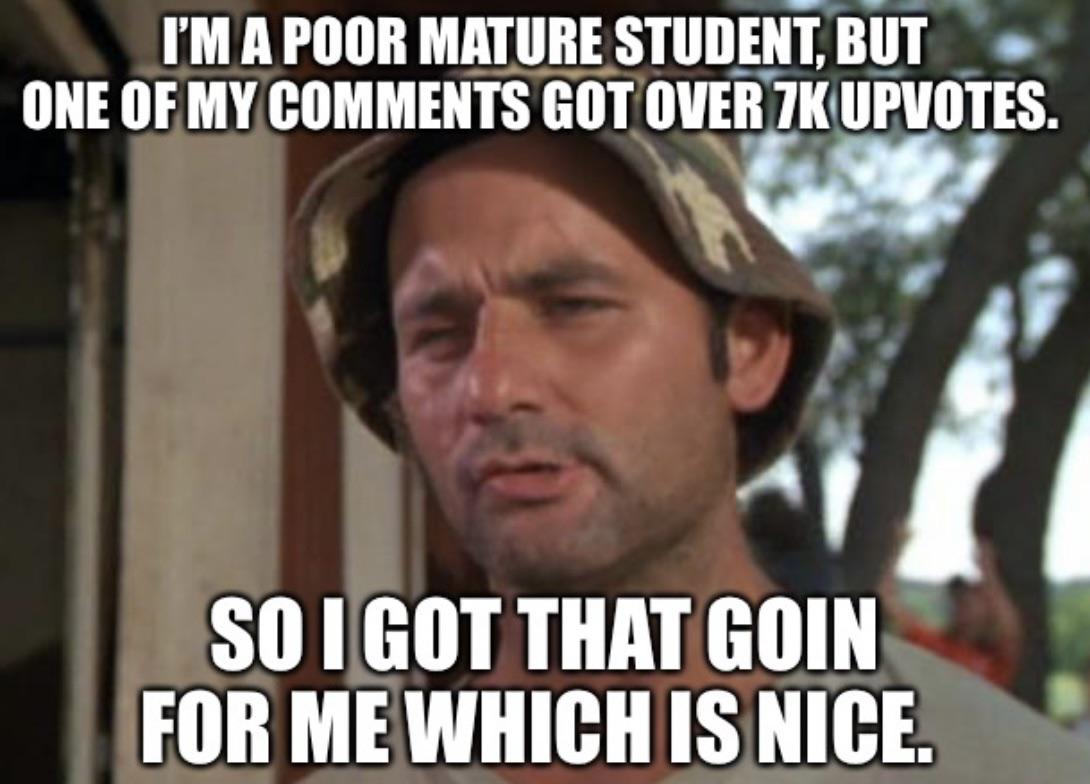 I'M A POOR MATURE STUDENT, BUT
ONE OF MY COMMENTS GOT OVER 7K UPVOTES.
SO I GOT THAT GOIN
FOR ME WHICH IS NICE.